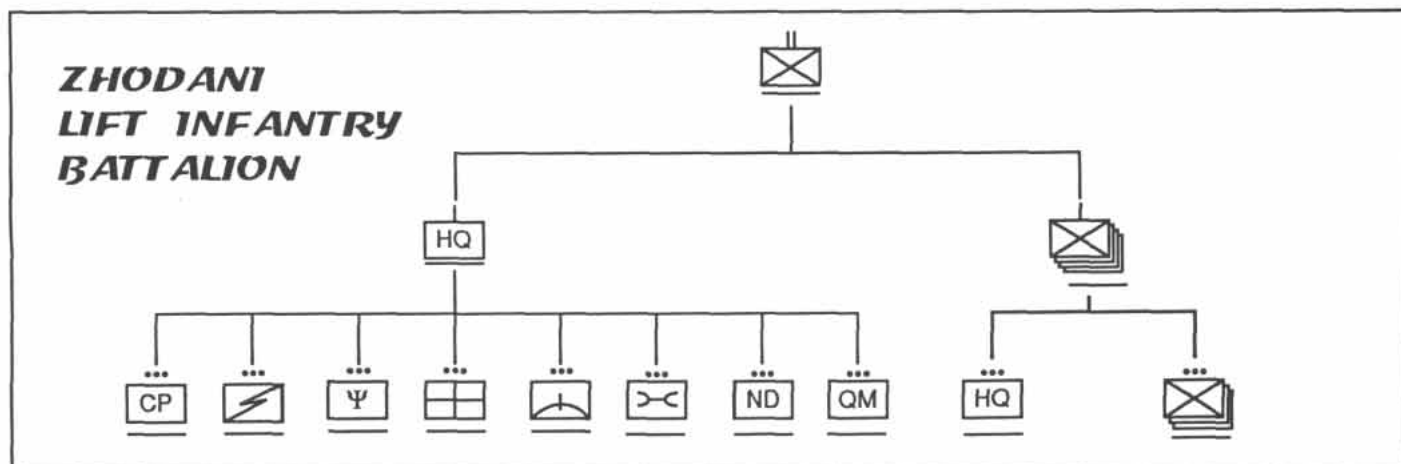 ZHODANI
LIFT INFANTRY
BATTALION
HQ
CP
Ψ
ND
QM
HQ